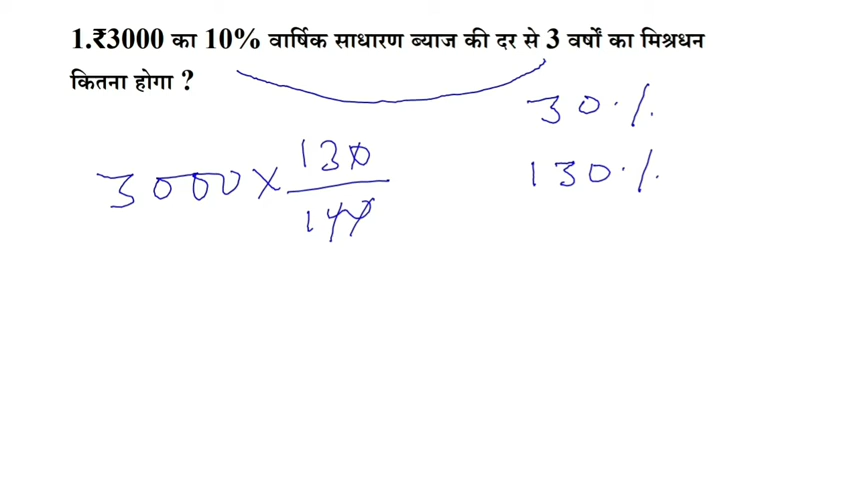 1.₹3000 का 10% वार्षिक साधारण ब्याज की दर से 3 वर्षों का मिश्रधन
कितना होगा ?
30%
3000 × 130/100
130%